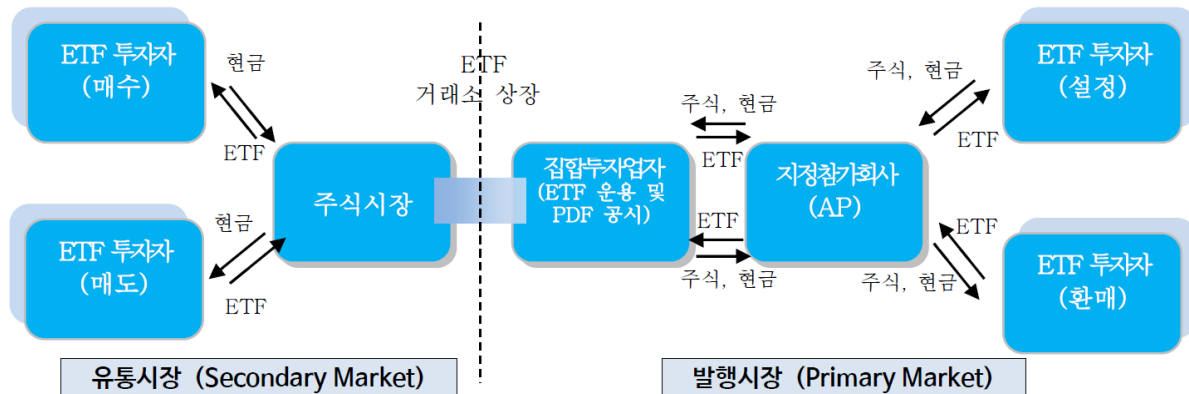 ETF 투자자
(매수)
현금
ETF
ETF 투자자
(매도)
현금
ETF
주식시장
ETF
거래소 상장
집합투자업자
(ETF 운용 및
PDF 공시)
주식, 현금
ETF
ETF
주식, 현금
지정참가회사
(AP)
주식, 현금
ETF
ETF 투자자
(설정)
ETF
주식, 현금
ETF 투자자
(환매)
유통시장 (Secondary Market)
발행시장 (Primary Market)